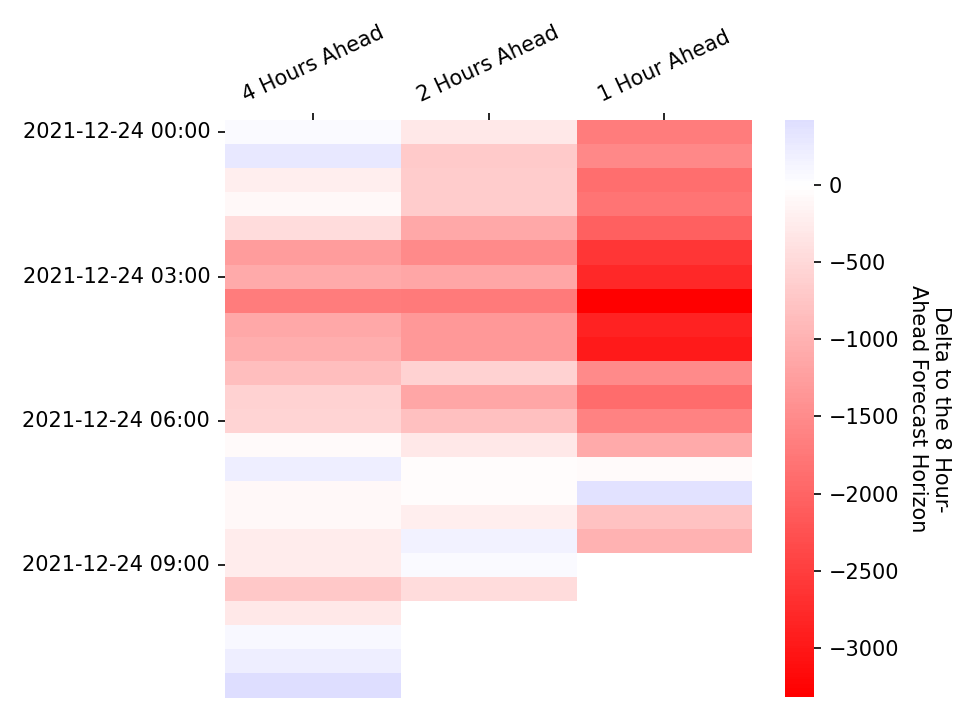 4 Hours Ahead
2 Hours Ahead
1 Hour Ahead
2021-12-24 00:00
2021-12-24 03:00
2021-12-24 06:00
2021-12-24 09:00
0
−500
−1000
−1500
−2000
−2500
−3000
Delta to the 8 Hour-
Ahead Forecast Horizon